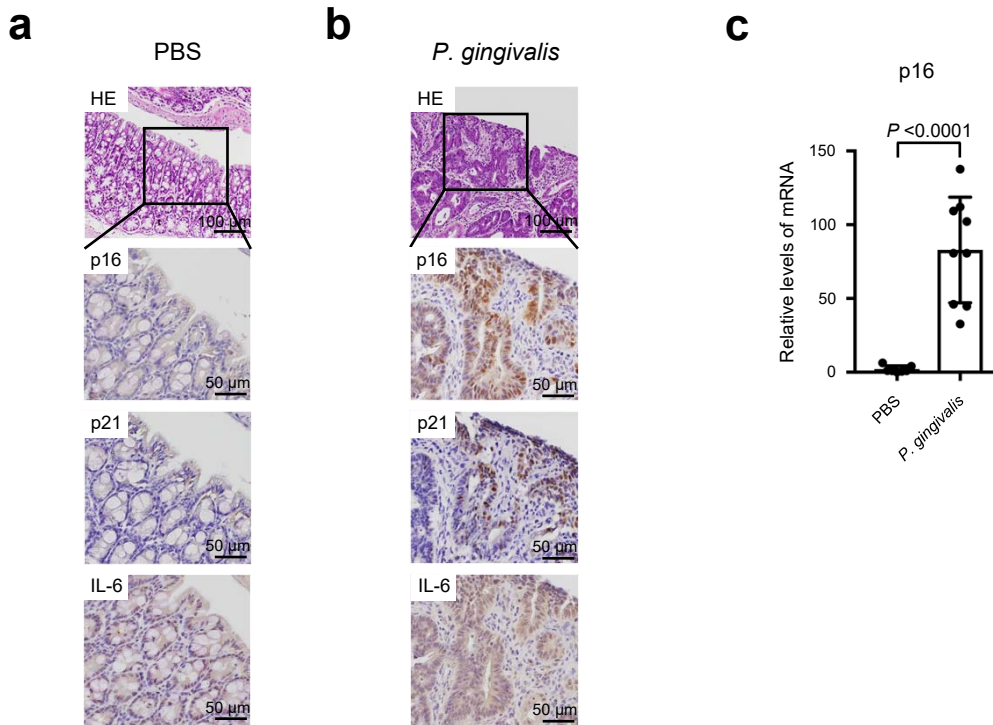 a
PBS
HE
100 μm
p16
50 μm
p21
50 μm
IL-6
50 μm
b
P. gingivalis
HE
100 μm
p16
50 μm
p21
50 μm
IL-6
50 μm
c
p16
P <0.0001
Relative levels of mRNA
150
100
50
0
PBS
P. gingivalis